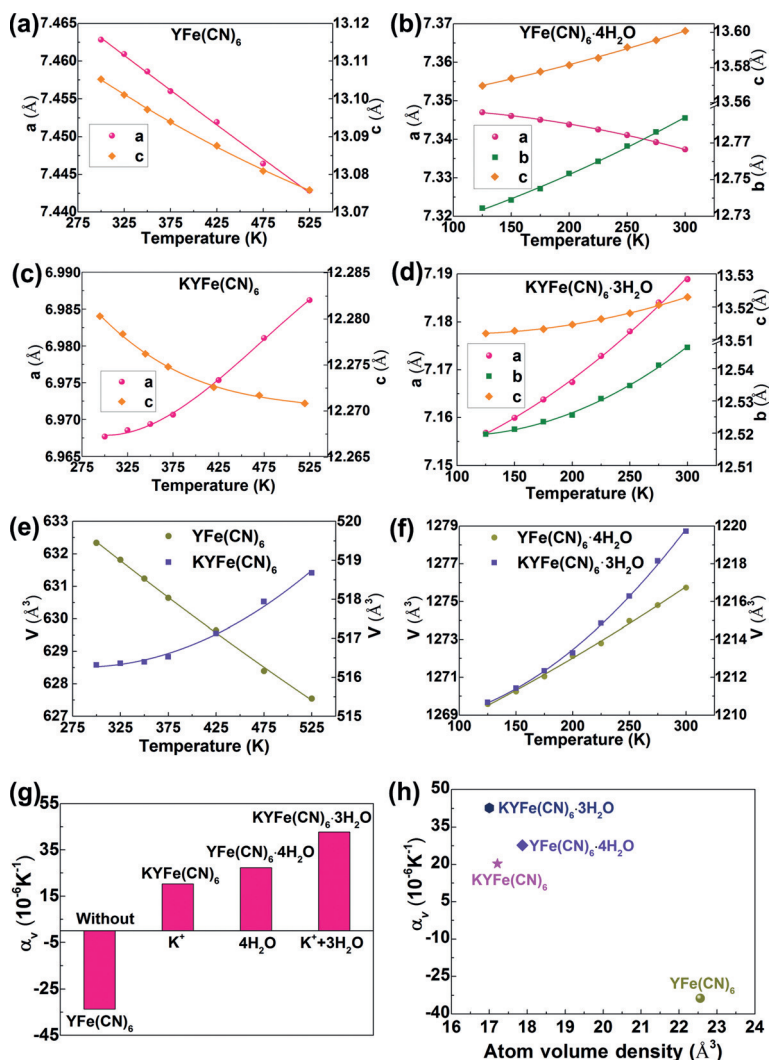 (a)
YFe(CN)₆
a (Å)
7.465
7.460
7.455
7.450
7.445
7.440
a
c
275 325 375 425 475 525
Temperature (K)
13.12
13.11
13.10
13.09
13.08
13.07
c (Å)
(b)
YFe(CN)₆·4H₂O
a (Å)
7.37
7.36
7.35
7.34
7.33
7.32
a
b
c
100 150 200 250 300
Temperature (K)
13.60
13.58
13.56
c (Å)
12.77
12.75
12.73
b (Å)
(c)
KYFe(CN)₆
a (Å)
6.990
6.985
6.980
6.975
6.970
6.965
a
c
275 325 375 425 475 525
Temperature (K)
12.285
12.280
12.275
12.270
12.265
c (Å)
(d)
KYFe(CN)₆·3H₂O
a (Å)
7.19
7.18
7.17
7.16
7.15
a
b
c
100 150 200 250 300
Temperature (K)
13.53
13.52
13.51
c (Å)
12.54
12.53
12.52
12.51
b (Å)
(e)
V (Å³)
633
632
631
630
629
628
627
YFe(CN)₆
KYFe(CN)₆
275 325 375 425 475 525
Temperature (K)
520
519
518
517
516
515
V (Å³)
(f)
V (Å³)
1279
1277
1275
1273
1271
1269
YFe(CN)₆·4H₂O
KYFe(CN)₆·3H₂O
100 150 200 250 300
Temperature (K)
1220
1218
1216
1214
1212
1210
V (Å³)
(g)
αᵥ (10⁻⁶K⁻¹)
55
45
35
25
15
5
-5
-15
-25
-35
-45
Without
YFe(CN)₆
KYFe(CN)₆
K⁺
YFe(CN)₆·4H₂O
4H₂O
KYFe(CN)₆·3H₂O
K⁺+3H₂O
(h)
αᵥ (10⁻⁶K⁻¹)
50
40
30
20
10
0
-10
-20
-30
-40
KYFe(CN)₆·3H₂O
YFe(CN)₆·4H₂O
KYFe(CN)₆
YFe(CN)₆
16 17 18 19 20 21 22 23 24
Atom volume density (Å³)